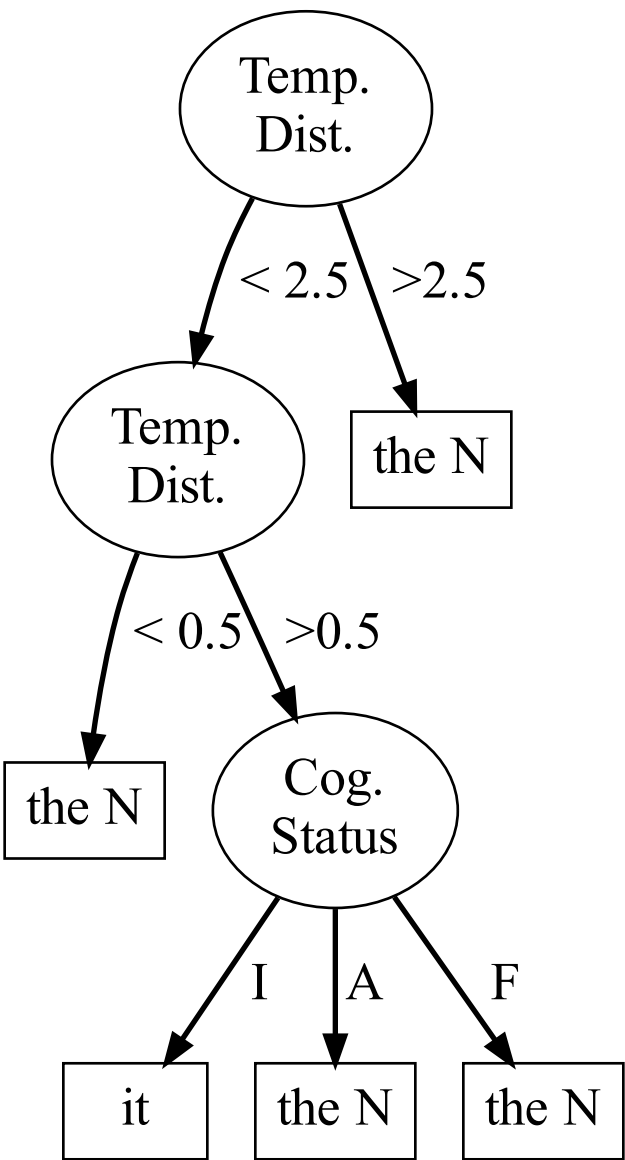 Temp.
Dist.
< 2.5
>2.5
Temp.
Dist.
the N
< 0.5
>0.5
the N
Cog.
Status
I
A
F
it
the N
the N